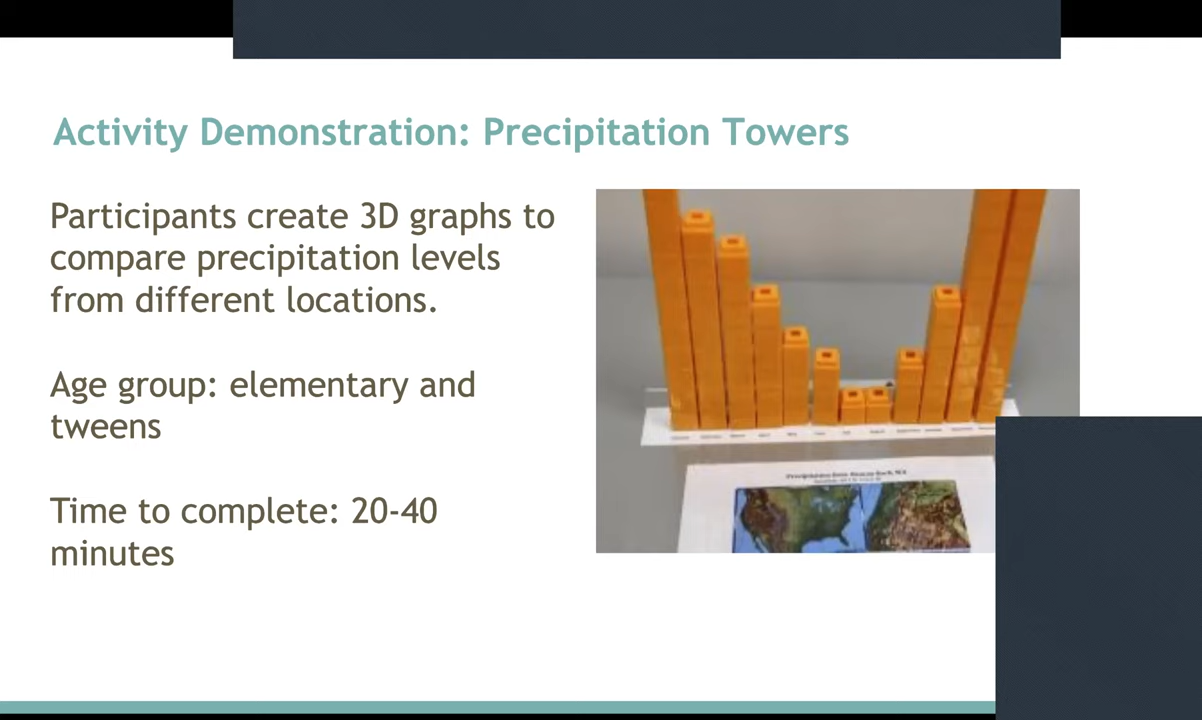 Activity Demonstration: Precipitation Towers
Participants create 3D graphs to
compare precipitation levels
from different locations.
Age group: elementary and
tweens
Time to complete: 20-40
minutes